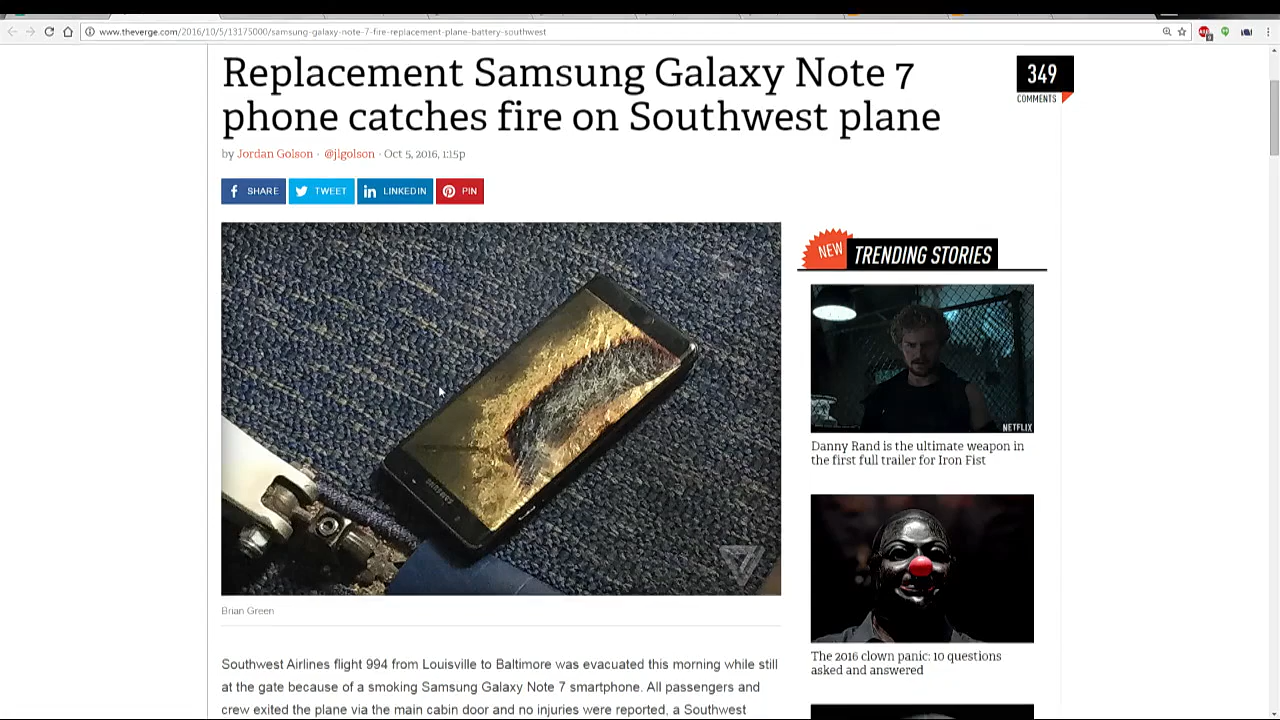 www.theverge.com/2016/10/5/13175000/samsung-galaxy-note-7-fire-replacement-plane-battery-southwest
Replacement Samsung Galaxy Note 7
phone catches fire on Southwest plane
349
COMMENTS
by Jordan Golson · @jlgolson · Oct 5, 2016, 1:15p
SHARE
TWEET
LINKEDIN
PIN
NEW
TRENDING STORIES
NETFLIX
Danny Rand is the ultimate weapon in
the first full trailer for Iron Fist
Brian Green
The 2016 clown panic: 10 questions
asked and answered
Southwest Airlines flight 994 from Louisville to Baltimore was evacuated this morning while still
at the gate because of a smoking Samsung Galaxy Note 7 smartphone. All passengers and
crew exited the plane via the main cabin door and no injuries were reported, a Southwest